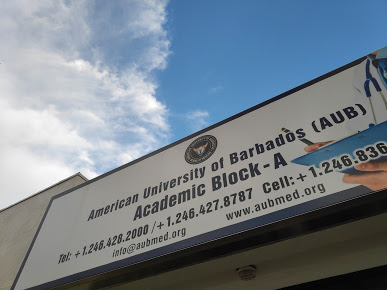 American University of Barbados (AUB)
Academic Block - A
Tel: +1.246.428.2000 / +1.246.427.8787 Cell: +1.246.836
info@aubmed.org www.aubmed.org